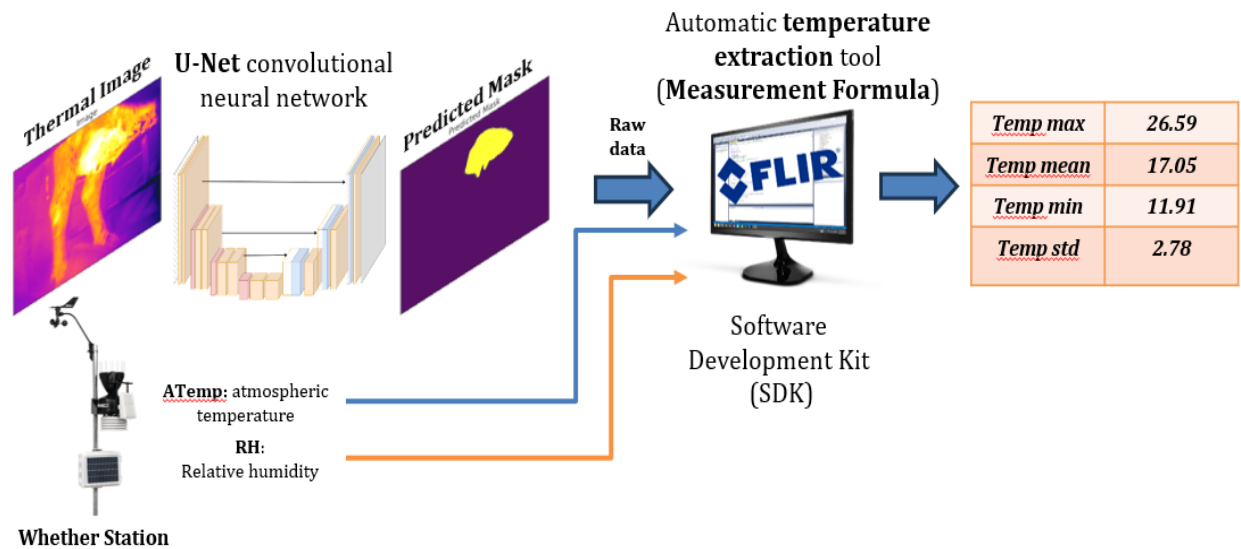 Thermal Image
Image
U-Net convolutional
neural network
Predicted Mask
Predicted Mask
Raw
data
Automatic temperature
extraction tool
(Measurement Formula)
FLIR
Software
Development Kit
(SDK)
Temp max 26.59
Temp mean 17.05
Temp min 11.91
Temp std 2.78
ATemp: atmospheric
temperature
RH:
Relative humidity
Whether Station